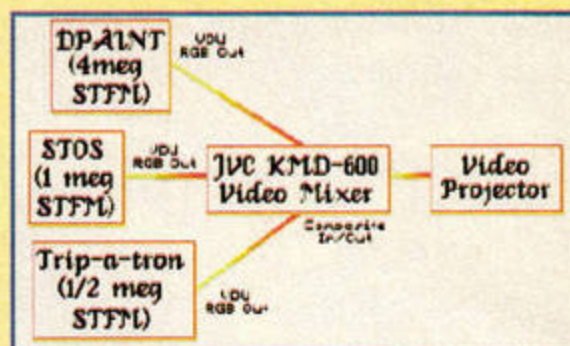 DPAINT
(4meg
STFM)
VDU
RGB Out
STOS
(1 meg
STFM)
VDU
RGB Out
JVC KMD-600
Video Mixer
Composite
In/Out
Video
Projector
Trip-a-tron
(1/2 meg
STFM)
VDU
RGB Out